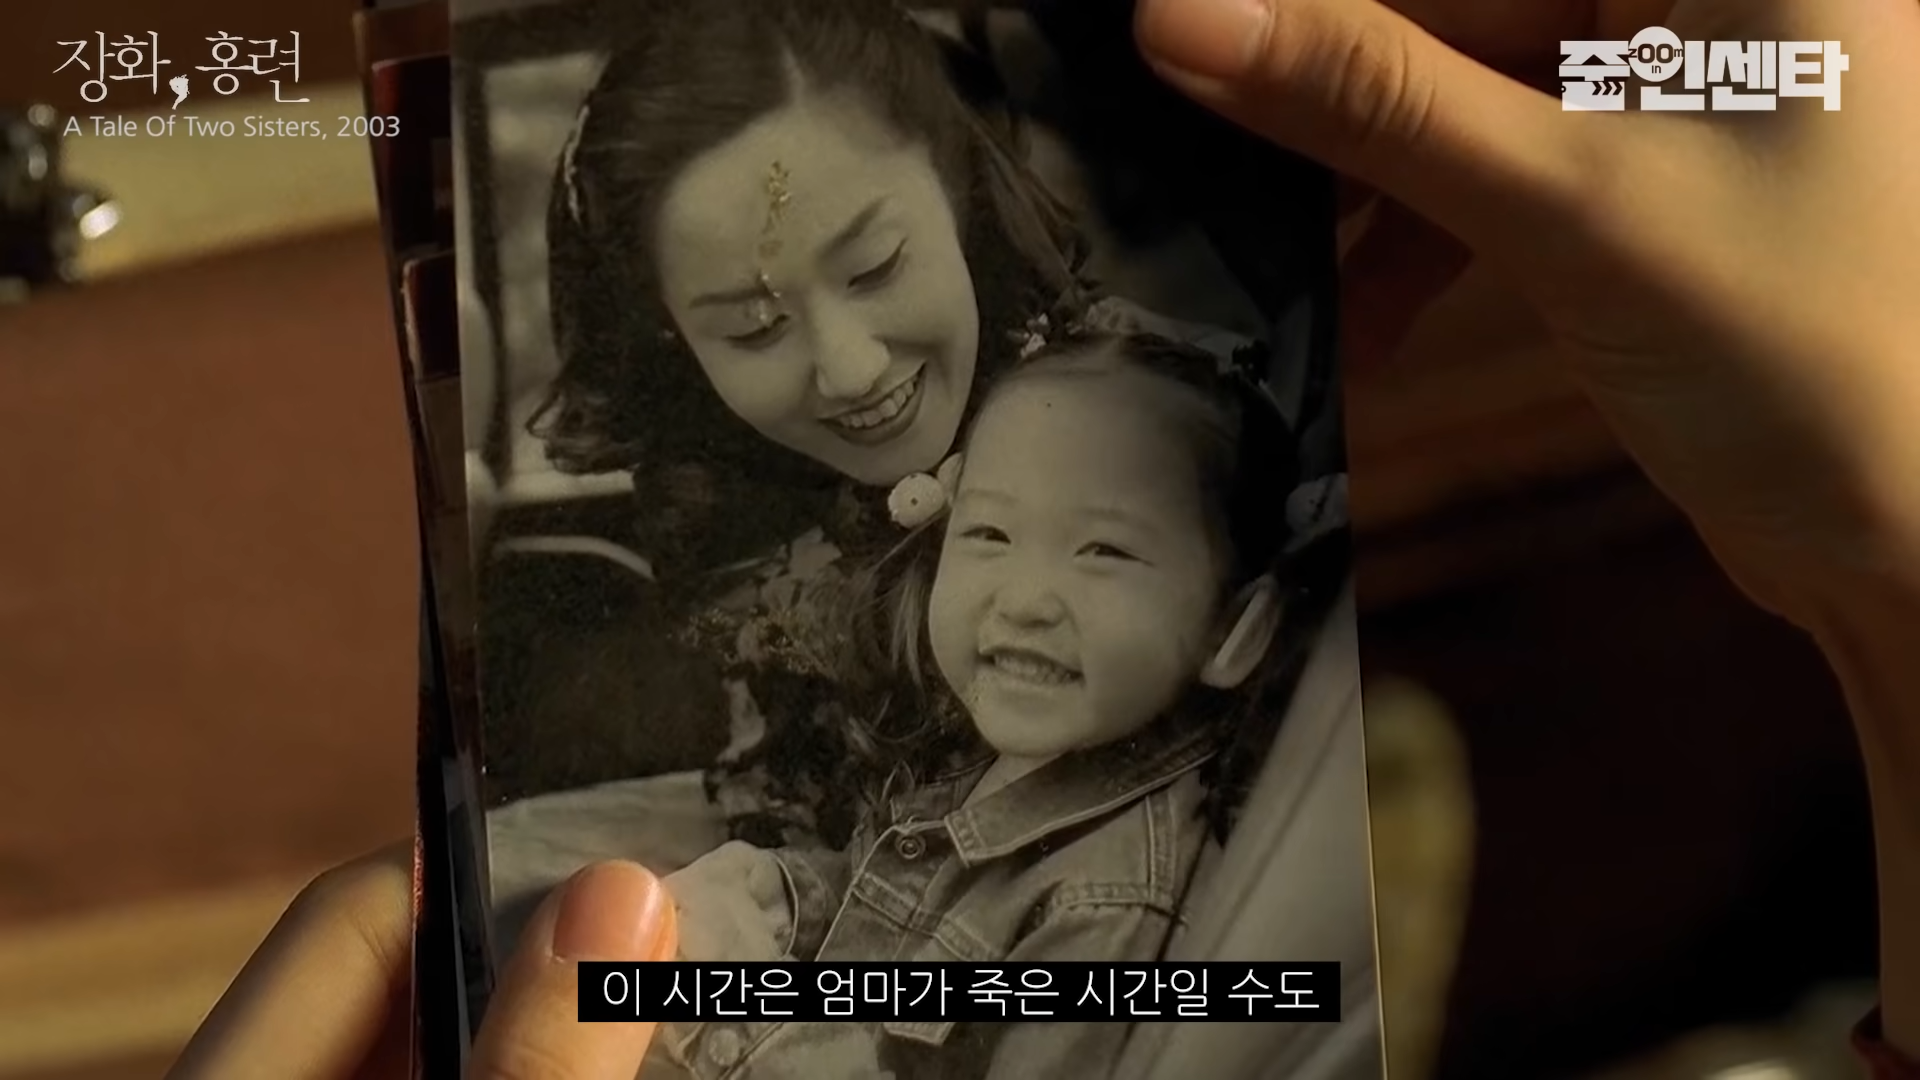 장화, 홍련
A Tale Of Two Sisters, 2003
줌인센타
zoom in
이 시간은 엄마가 죽은 시간일 수도